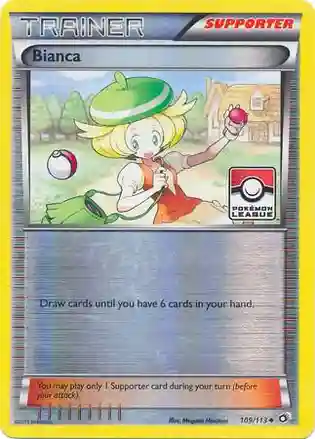 TRAINER
SUPPORTER
Bianca
POKÉMON
LEAGUE
Draw cards until you have 6 cards in your hand.
You may play only 1 Supporter card during your turn (before
your attack).
Illus. Megumi Mizutani
109/113